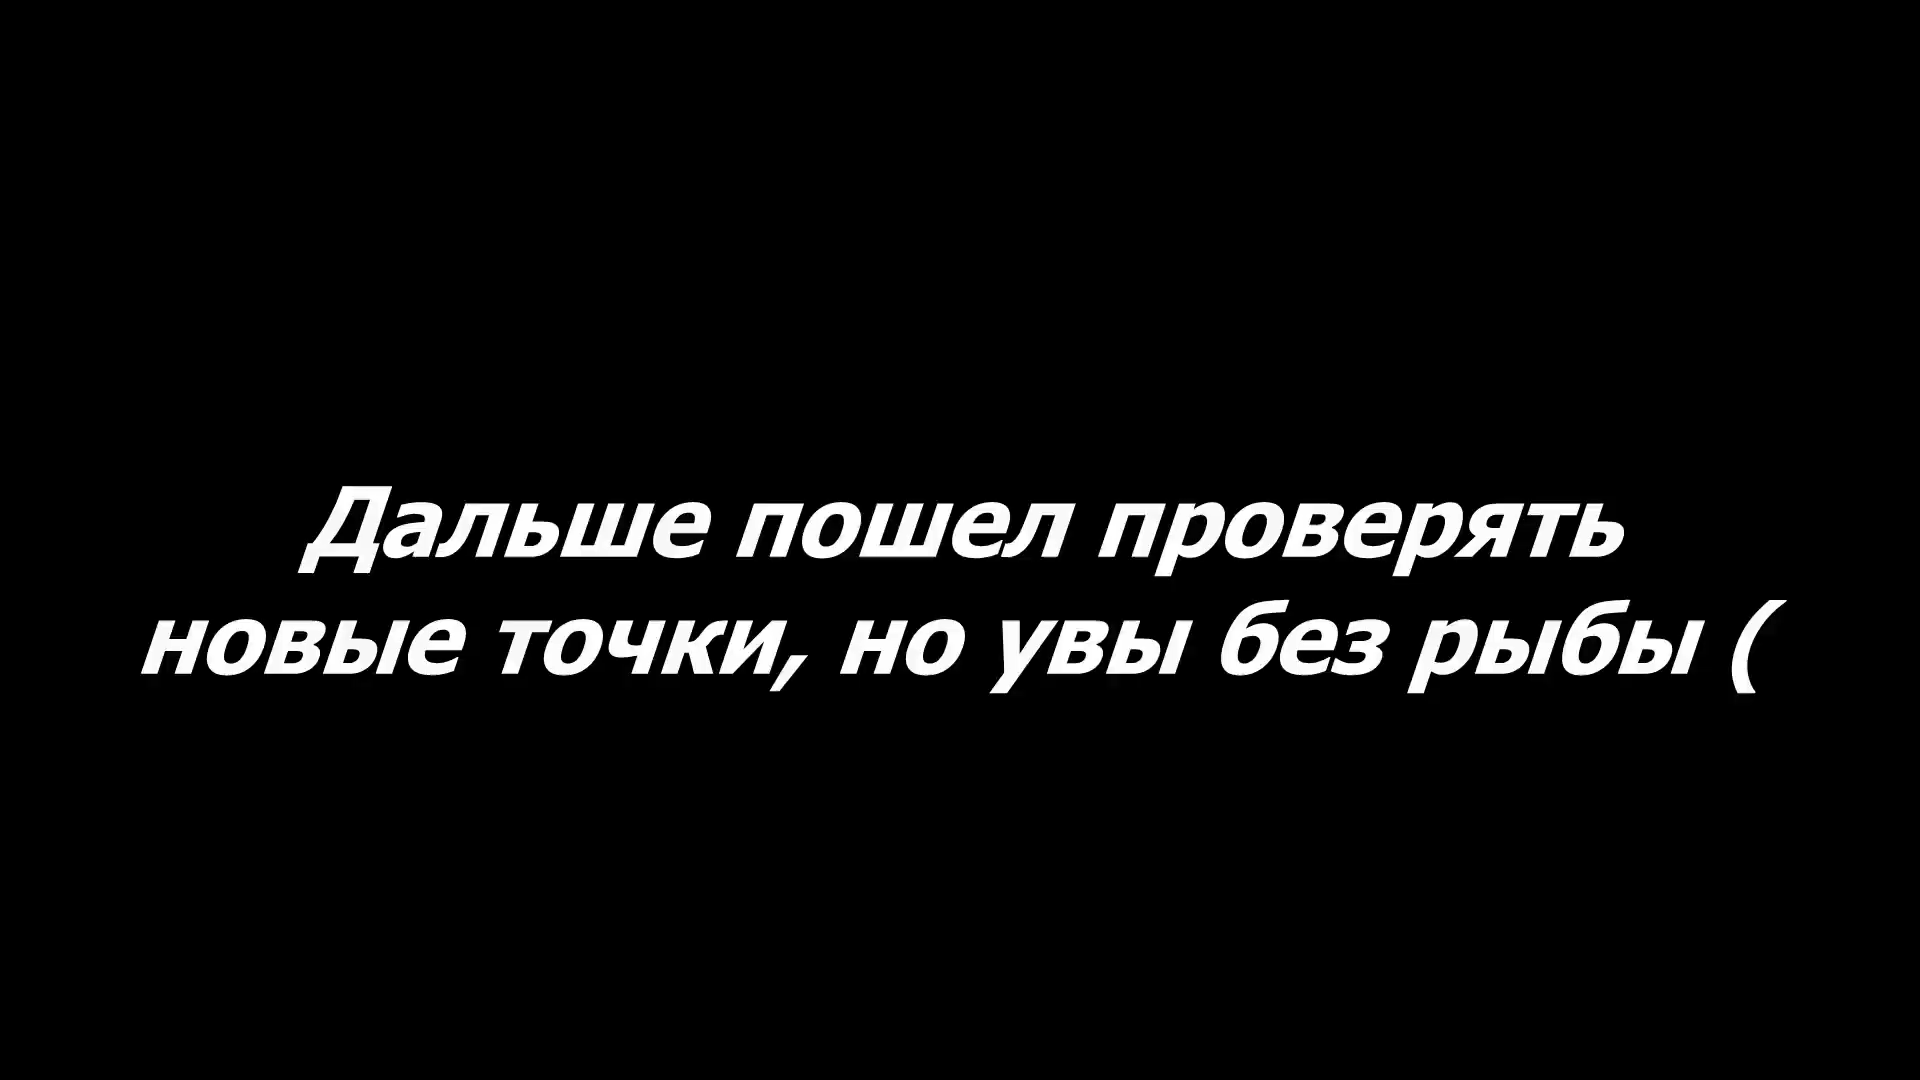 Дальше пошел проверять
новые точки, но увы без рыбы (